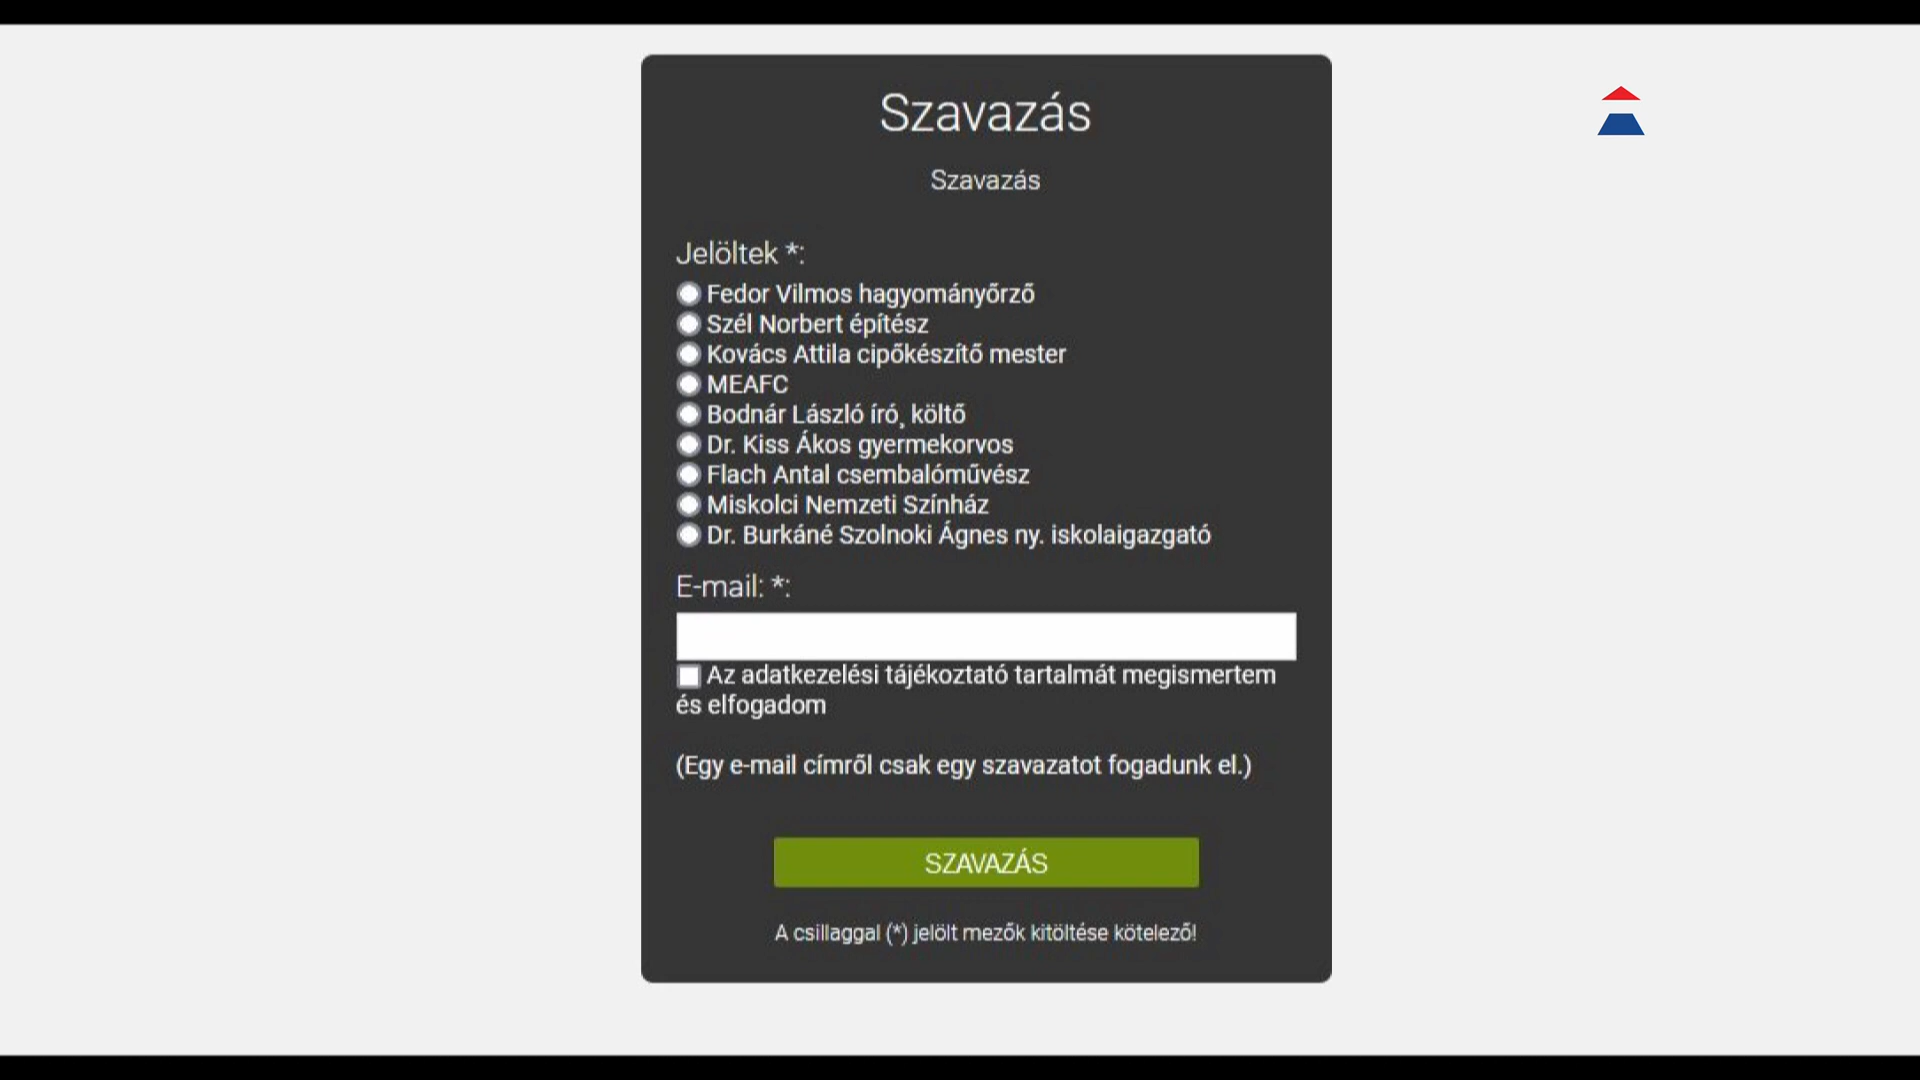 Szavazás
Szavazás
Jelöltek *:
Fedor Vilmos hagyományőrző
Szél Norbert építész
Kovács Attila cipőkészítő mester
MEAFC
Bodnár László író, költő
Dr. Kiss Ákos gyermekorvos
Flach Antal csembalóművész
Miskolci Nemzeti Színház
Dr. Burkáné Szolnoki Ágnes ny. iskolaigazgató
E-mail: *:
Az adatkezelési tájékoztató tartalmát megismertem
és elfogadom
(Egy e-mail címről csak egy szavazatot fogadunk el.)
SZAVAZÁS
A csillaggal (*) jelölt mezők kitöltése kötelező!